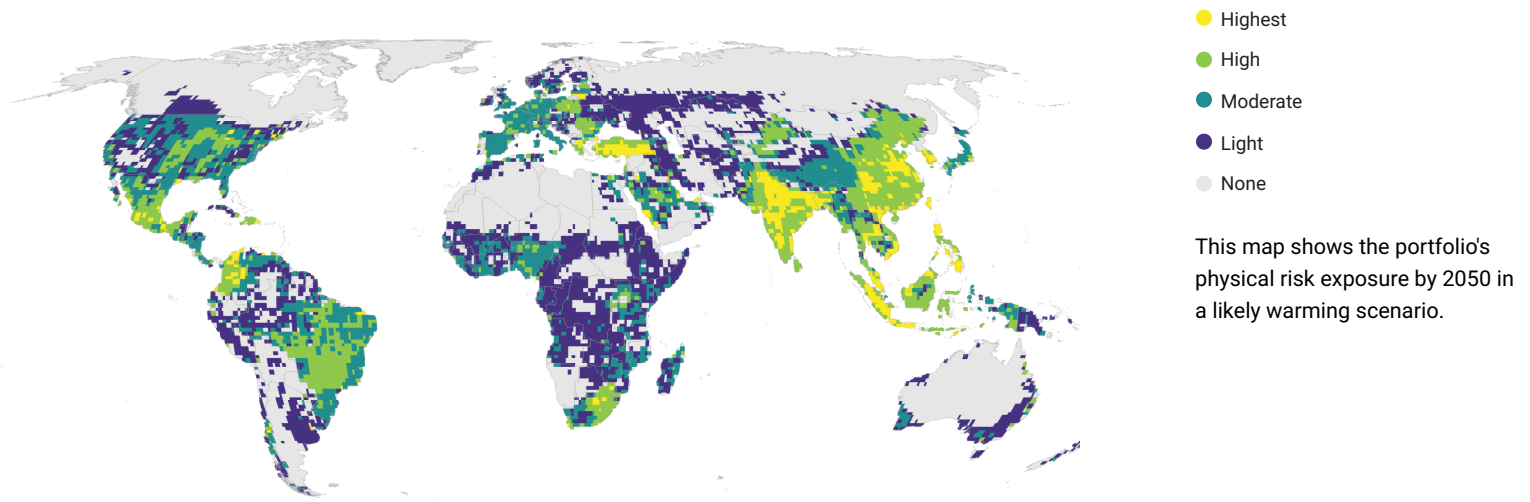 Highest
High
Moderate
Light
None
This map shows the portfolio's
physical risk exposure by 2050 in
a likely warming scenario.